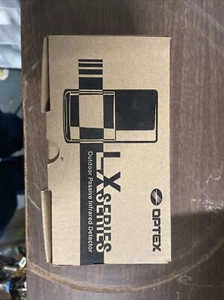 LX SERIES
Outdoor Passive Infrared Detector
OPTEX